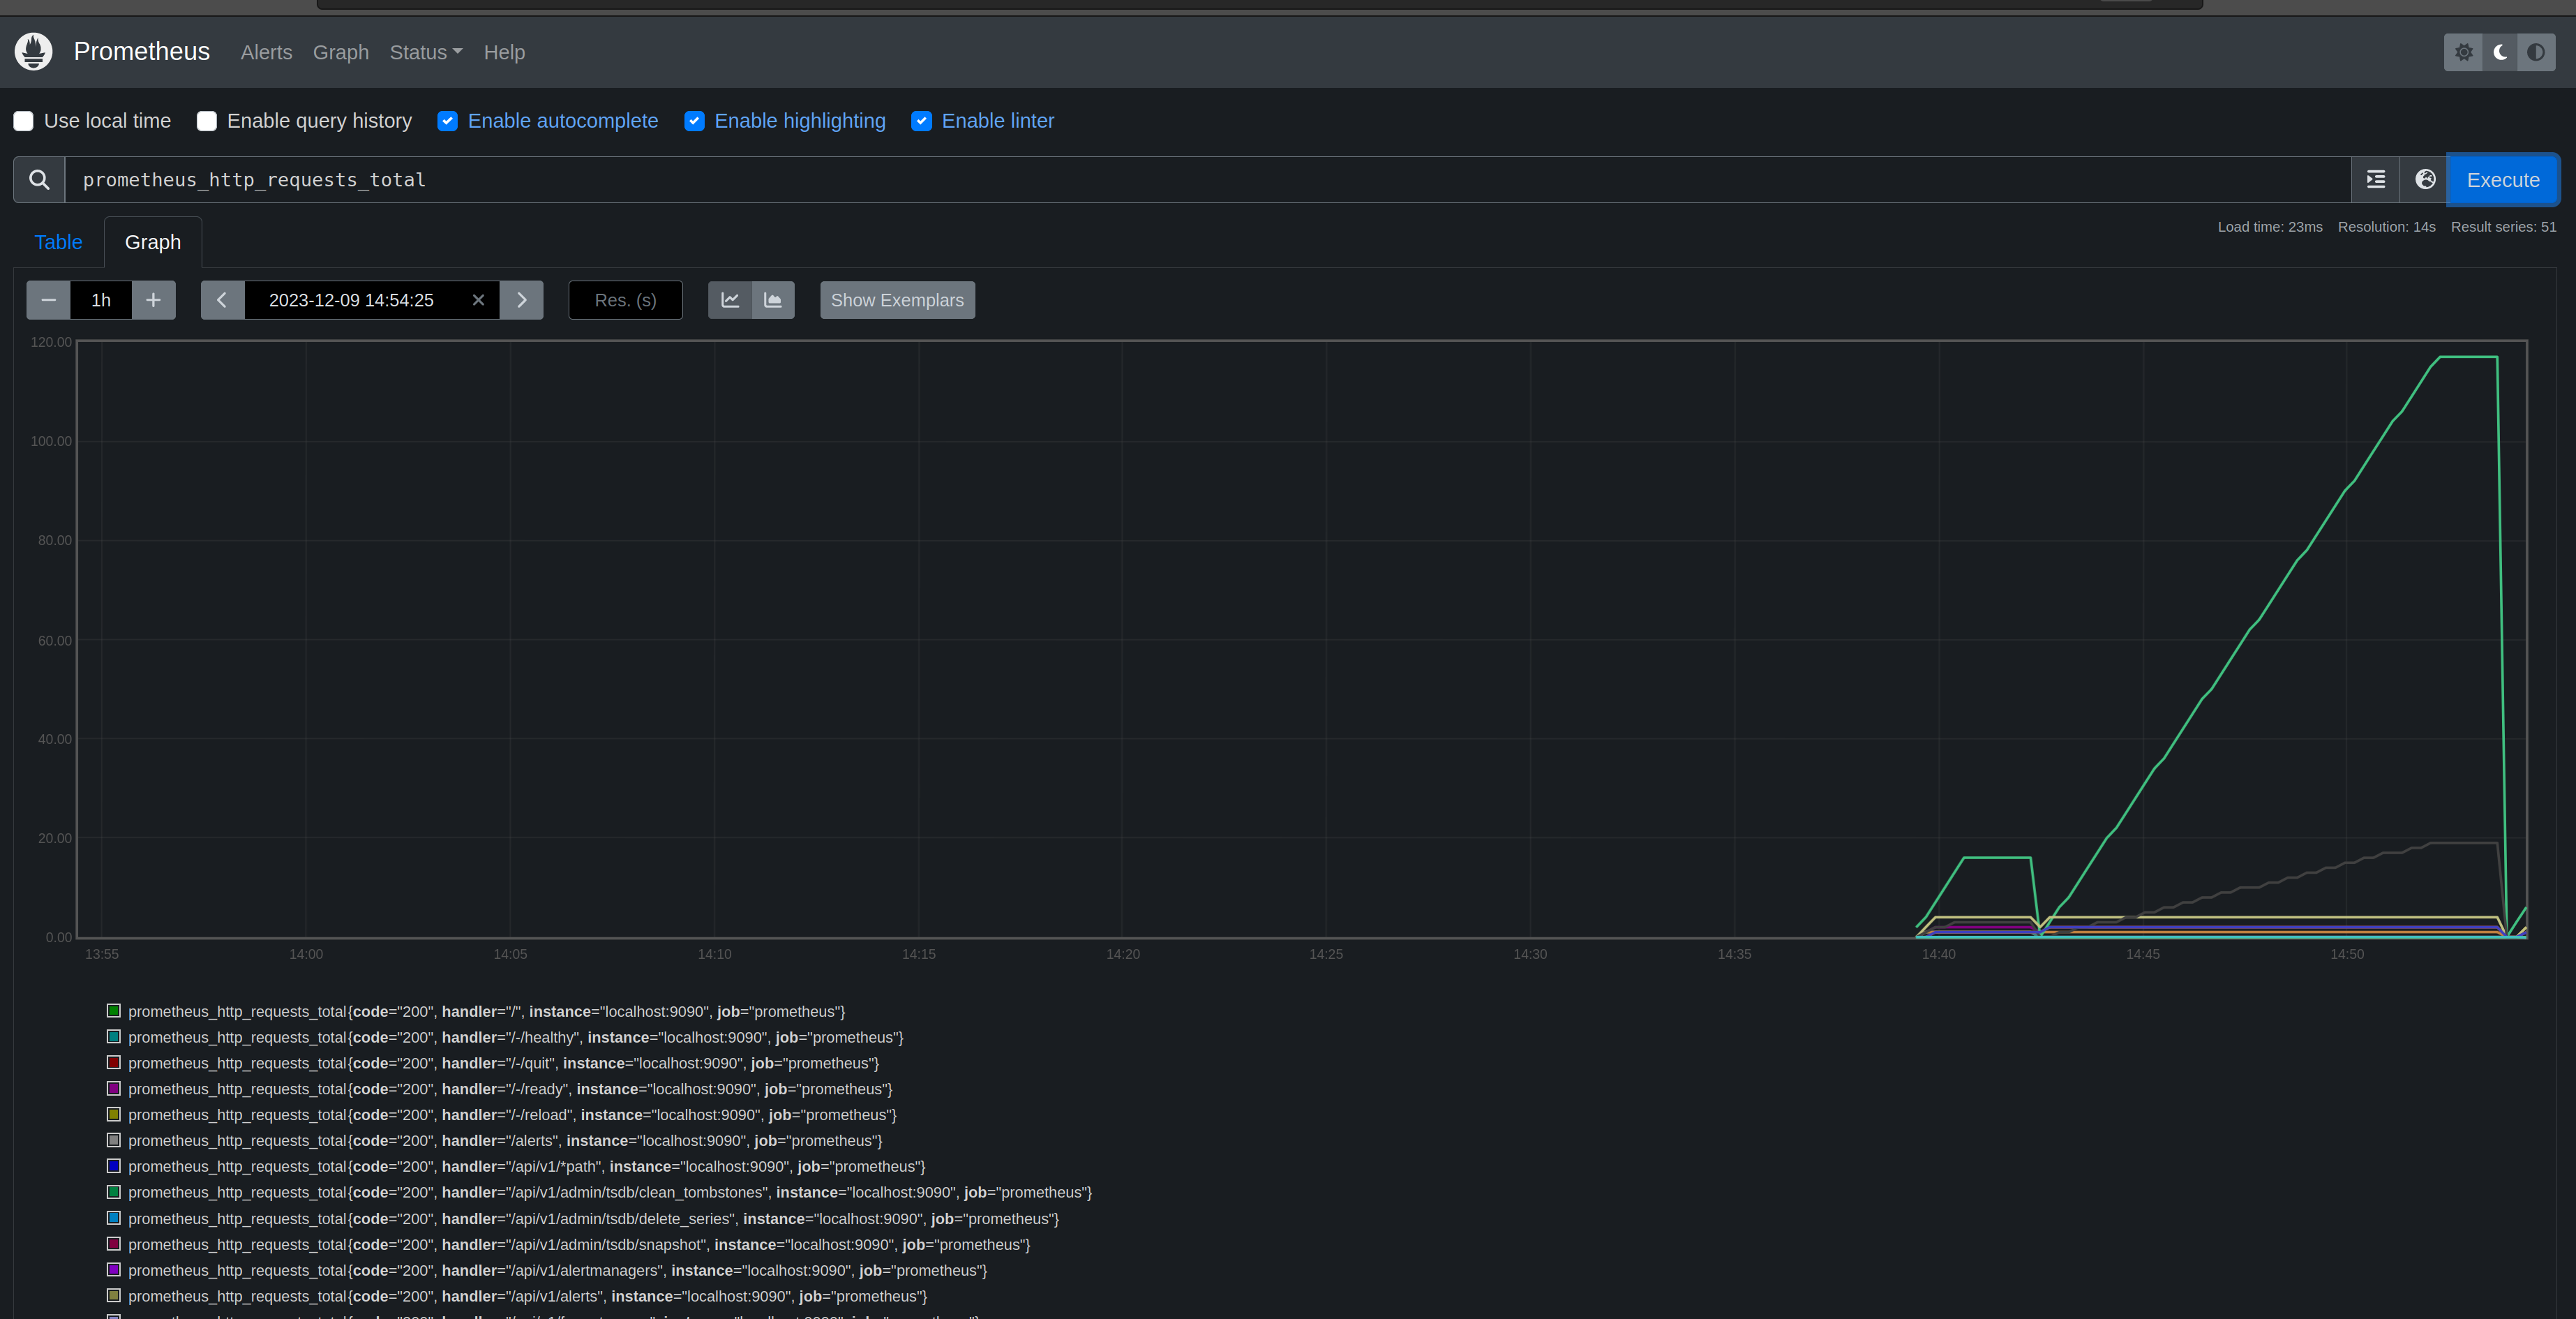 Prometheus Alerts Graph Status Help
Use local time Enable query history Enable autocomplete Enable highlighting Enable linter
prometheus_http_requests_total Execute
Table Graph Load time: 23ms Resolution: 14s Result series: 51
1h 2023-12-09 14:54:25 Res. (s) Show Exemplars
120.00
100.00
80.00
60.00
40.00
20.00
0.00
13:55 14:00 14:05 14:10 14:15 14:20 14:25 14:30 14:35 14:40 14:45 14:50
prometheus_http_requests_total{code="200", handler="/", instance="localhost:9090", job="prometheus"}
prometheus_http_requests_total{code="200", handler="/-/healthy", instance="localhost:9090", job="prometheus"}
prometheus_http_requests_total{code="200", handler="/-/quit", instance="localhost:9090", job="prometheus"}
prometheus_http_requests_total{code="200", handler="/-/ready", instance="localhost:9090", job="prometheus"}
prometheus_http_requests_total{code="200", handler="/-/reload", instance="localhost:9090", job="prometheus"}
prometheus_http_requests_total{code="200", handler="/alerts", instance="localhost:9090", job="prometheus"}
prometheus_http_requests_total{code="200", handler="/api/v1/*path", instance="localhost:9090", job="prometheus"}
prometheus_http_requests_total{code="200", handler="/api/v1/admin/tsdb/clean_tombstones", instance="localhost:9090", job="prometheus"}
prometheus_http_requests_total{code="200", handler="/api/v1/admin/tsdb/delete_series", instance="localhost:9090", job="prometheus"}
prometheus_http_requests_total{code="200", handler="/api/v1/admin/tsdb/snapshot", instance="localhost:9090", job="prometheus"}
prometheus_http_requests_total{code="200", handler="/api/v1/alertmanagers", instance="localhost:9090", job="prometheus"}
prometheus_http_requests_total{code="200", handler="/api/v1/alerts", instance="localhost:9090", job="prometheus"}